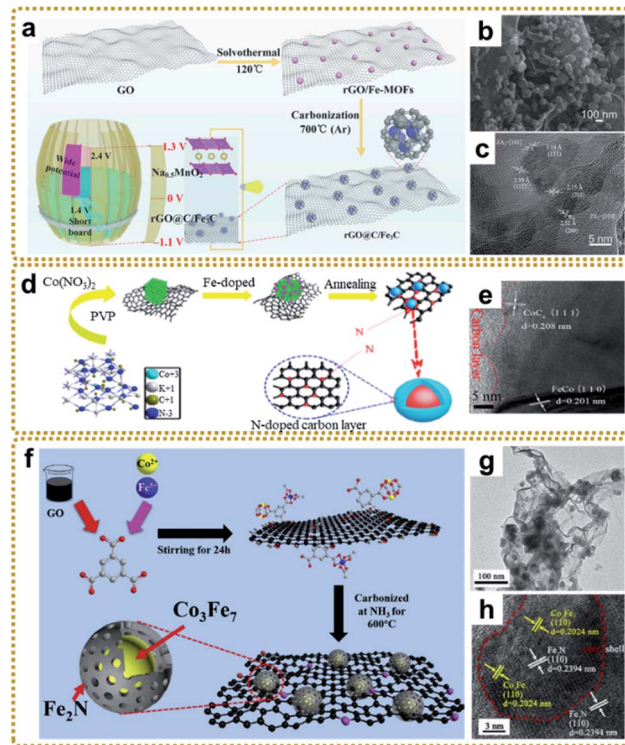 a
Solvothermal
120℃
GO
rGO/Fe-MOFs
Carbonization
700℃ (Ar)
Wide
potential
2.4 V
1.4 V
Short
board
1.3 V
Na0.5MnO2
0 V
rGO@C/Fe3C
−1.1 V
rGO@C/Fe3C
b
100 nm
c
5 nm
d
Co(NO3)2
PVP
Fe-doped
Annealing
Co+3
K+1
C+1
N-3
N
N
N-doped carbon layer
e
CoCx (1 1 1)
d=0.208 nm
Carbon layer
5 nm
FeCo (1 1 0)
d=0.201 nm
f
Co2+
Fe3+
GO
Stirring for 24h
Carbonized
at NH3 for
600°C
Co3Fe7
Fe2N
g
100 nm
h
(110)
d=0.2024 nm
Fe2N
(110)
d=0.2394 nm
shell
(110)
d=0.2024 nm
Fe2N
(110)
d=0.2394 nm
3 nm